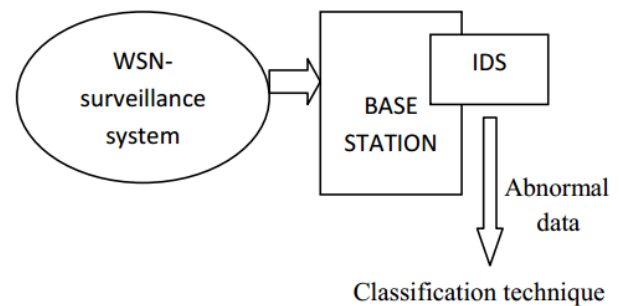 WSN-
surveillance
system
BASE
STATION
IDS
Abnormal
data
Classification technique